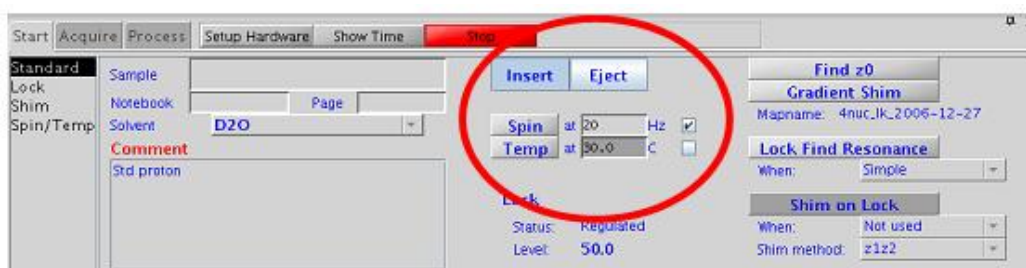 Start Acquire Process Setup Hardware Show Time Stop
Standard
Lock
Shim
Spin/Temp
Sample
Notebook Page
Solvent D2O
Comment
Std proton
Insert Eject
Spin at 20 Hz
Temp at 30.0 C
Lock
Status: Regulated
Level: 50.0
Find z0
Gradient Shim
Mapname: 4nuc_lk_2006-12-27
Lock Find Resonance
When: Simple
Shim on Lock
When: Not used
Shim method: z1z2